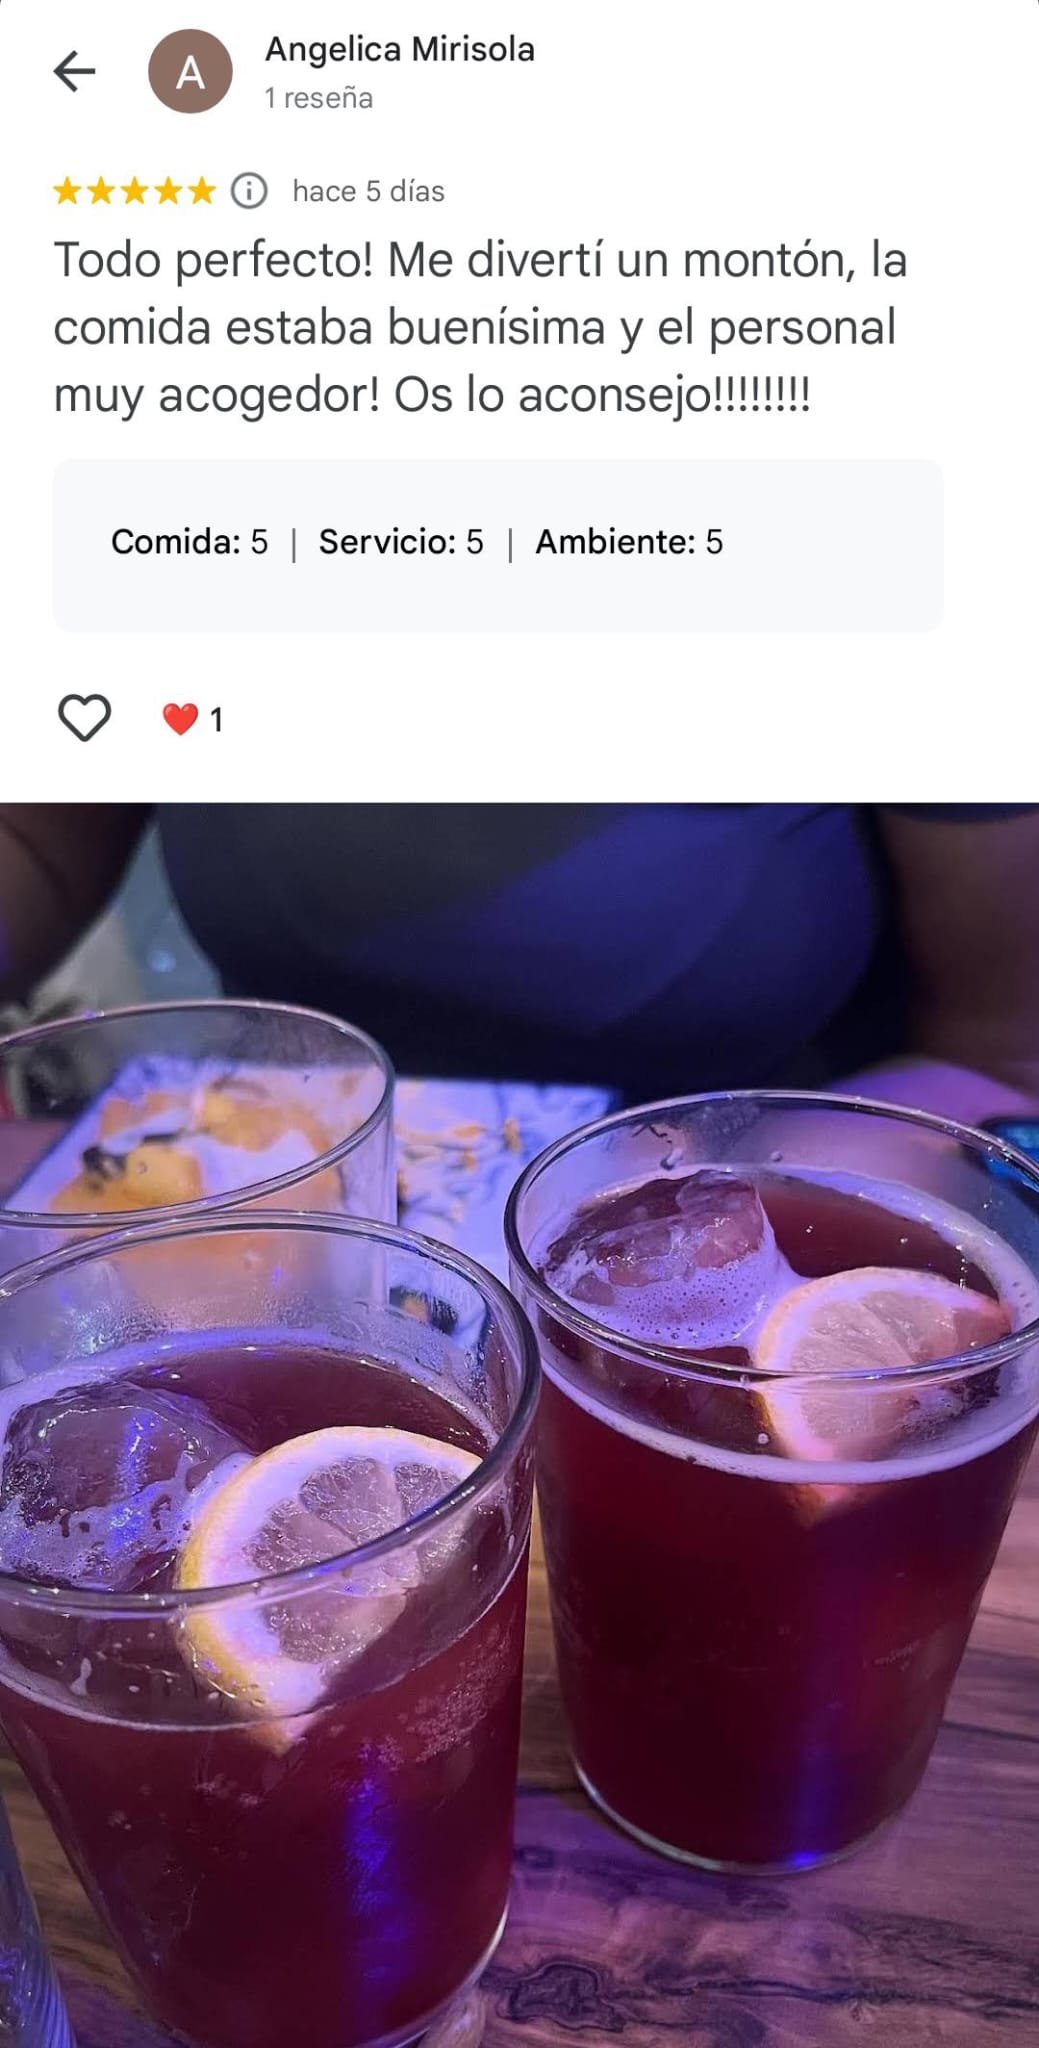 Angelica Mirisola
A
1 reseña
hace 5 días
Todo perfecto! Me divertí un montón, la
comida estaba buenísima y el personal
muy acogedor! Os lo aconsejo!!!!!!!!
Comida: 5 | Servicio: 5 | Ambiente: 5
❤️ 1